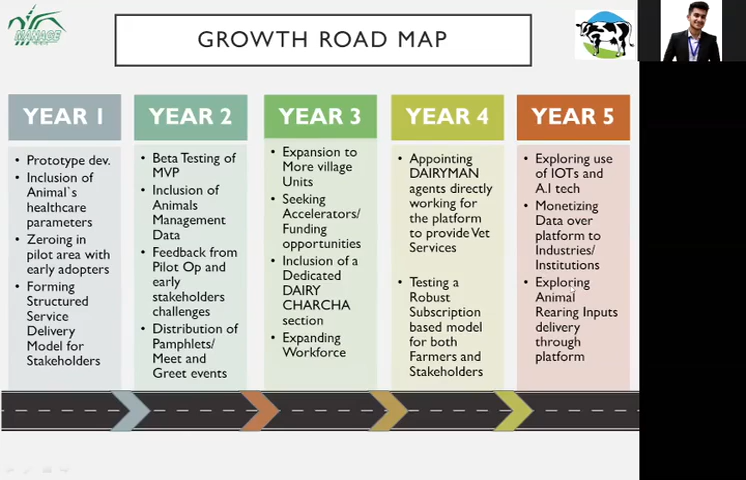 MANAGE
GROWTH ROAD MAP
YEAR 1
• Prototype dev.
• Inclusion of
Animal`s
healthcare
parameters
• Zeroing in
pilot area with
early adopters
• Forming
Structured
Service
Delivery
Model for
Stakeholders
YEAR 2
• Beta Testing of
MVP
• Inclusion of
Animals
Management
Data
• Feedback from
Pilot Op and
early
stakeholders
challenges
• Distribution of
Pamphlets/
Meet and
Greet events
YEAR 3
• Expansion to
More village
Units
• Seeking
Accelerators/
Funding
opportunities
• Inclusion of a
Dedicated
DAIRY
CHARCHA
section
• Expanding
Workforce
YEAR 4
• Appointing
DAIRYMAN
agents directly
working for
the platform
to provide Vet
Services
• Testing a
Robust
Subscription
based model
for both
Farmers and
Stakeholders
YEAR 5
• Exploring use
of IOTs and
A.I tech
• Monetizing
Data over
platform to
Industries/
Institutions
• Exploring
Animal
Rearing Inputs
delivery
through
platform